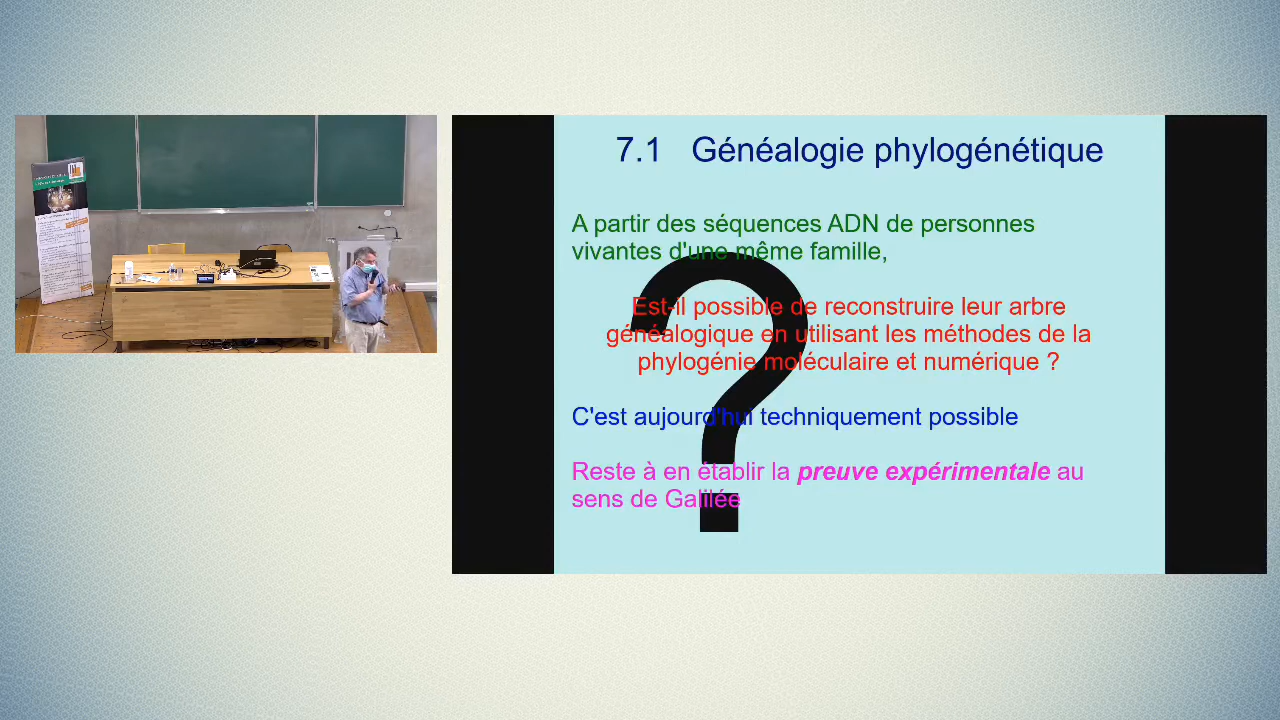 7.1 Généalogie phylogénétique
A partir des séquences ADN de personnes
vivantes d'une même famille,
Est-il possible de reconstruire leur arbre
généalogique en utilisant les méthodes de la
phylogénie moléculaire et numérique ?
C'est aujourd'hui techniquement possible
Reste à en établir la preuve expérimentale au
sens de Galilée
?